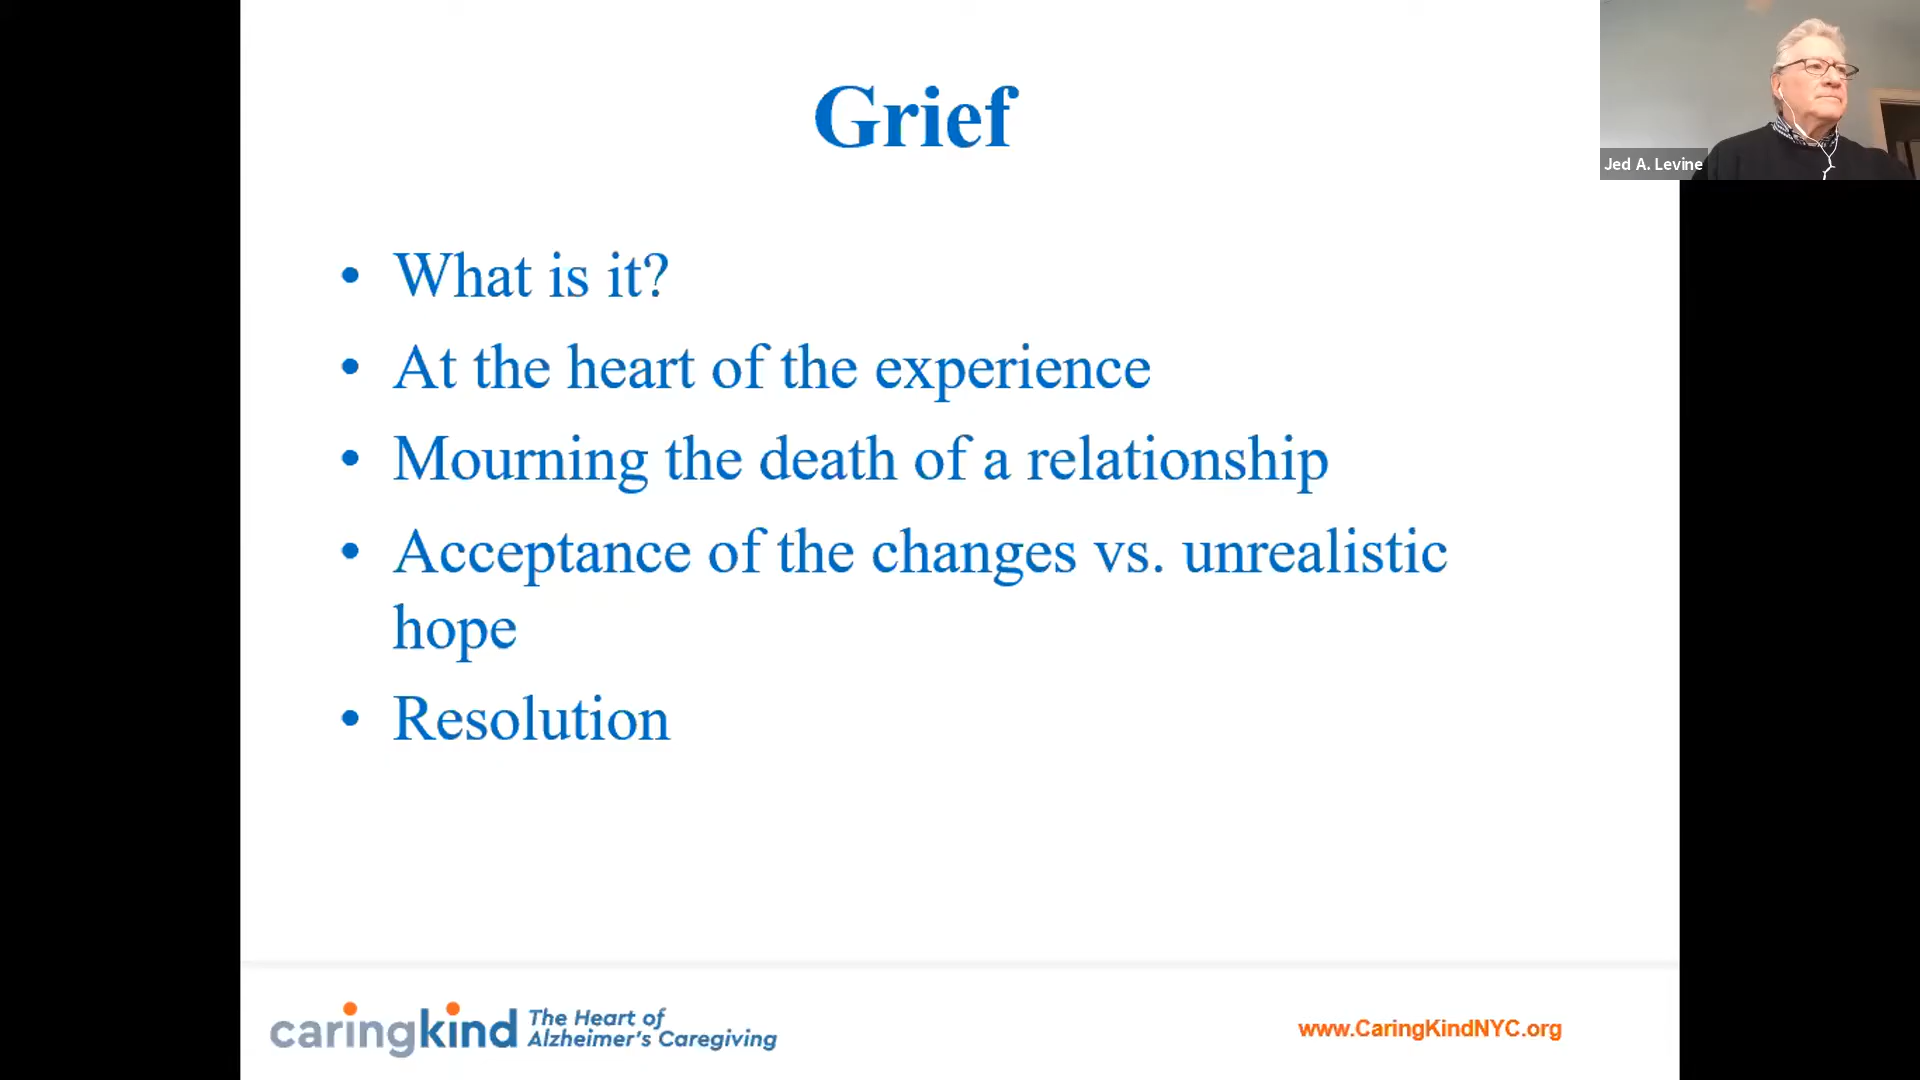 Grief
Jed A. Levine
• What is it?
• At the heart of the experience
• Mourning the death of a relationship
• Acceptance of the changes vs. unrealistic
hope
• Resolution
caringkind The Heart of
Alzheimer's Caregiving
www.CaringKindNYC.org